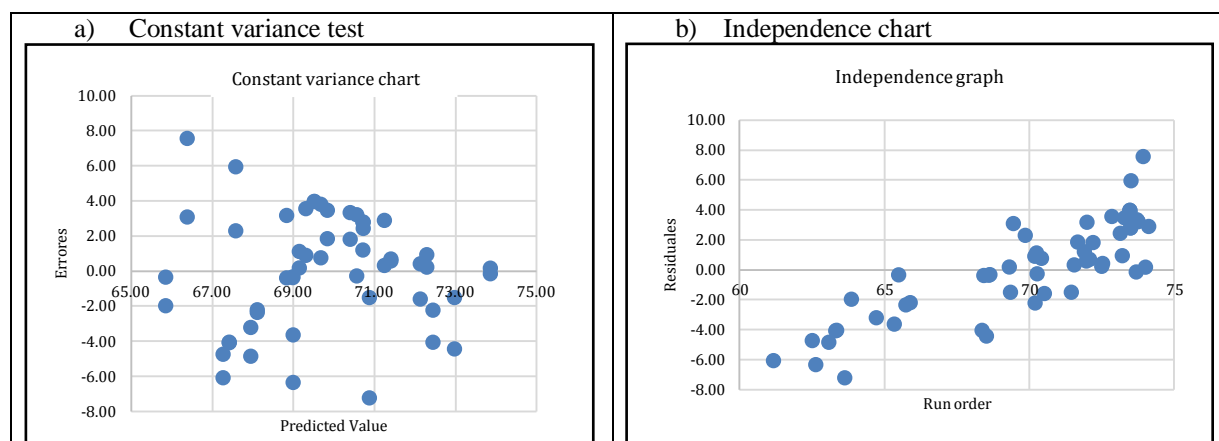 a) Constant variance test
Constant variance chart
Errores
10.00
8.00
6.00
4.00
2.00
0.00
-2.00
-4.00
-6.00
-8.00
65.00 67.00 69.00 71.00 73.00 75.00
Predicted Value
b) Independence chart
Independence graph
Residuales
10.00
8.00
6.00
4.00
2.00
0.00
-2.00
-4.00
-6.00
-8.00
60 65 70 75
Run order